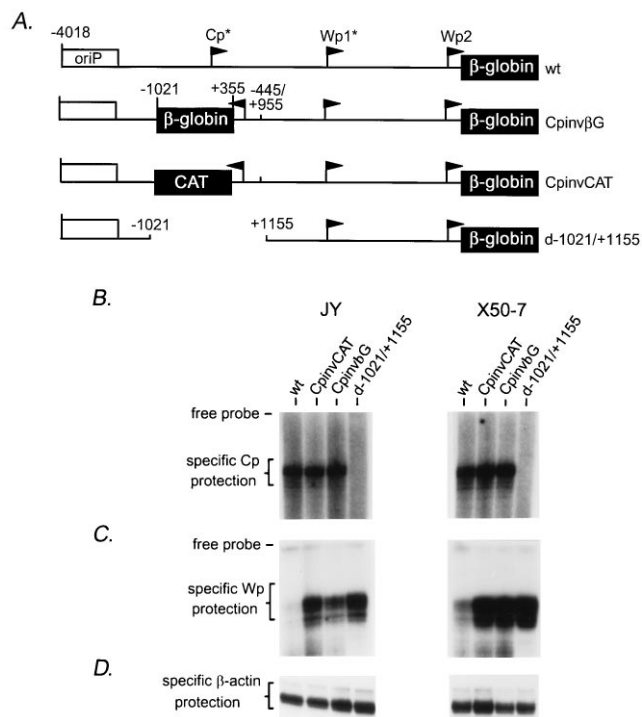 A.
-4018
Cp*
Wp1*
Wp2
oriP
β-globin
wt
-1021
+355
-445/
+955
β-globin
β-globin
CpinvβG
CAT
β-globin
CpinvCAT
-1021
+1155
β-globin
d-1021/+1155
B.
JY
X50-7
wt
CpinvCAT
CpinvbG
d-1021/+1155
wt
CpinvCAT
CpinvbG
d-1021/+1155
free probe
specific Cp
protection
C.
free probe
specific Wp
protection
D.
specific β-actin
protection